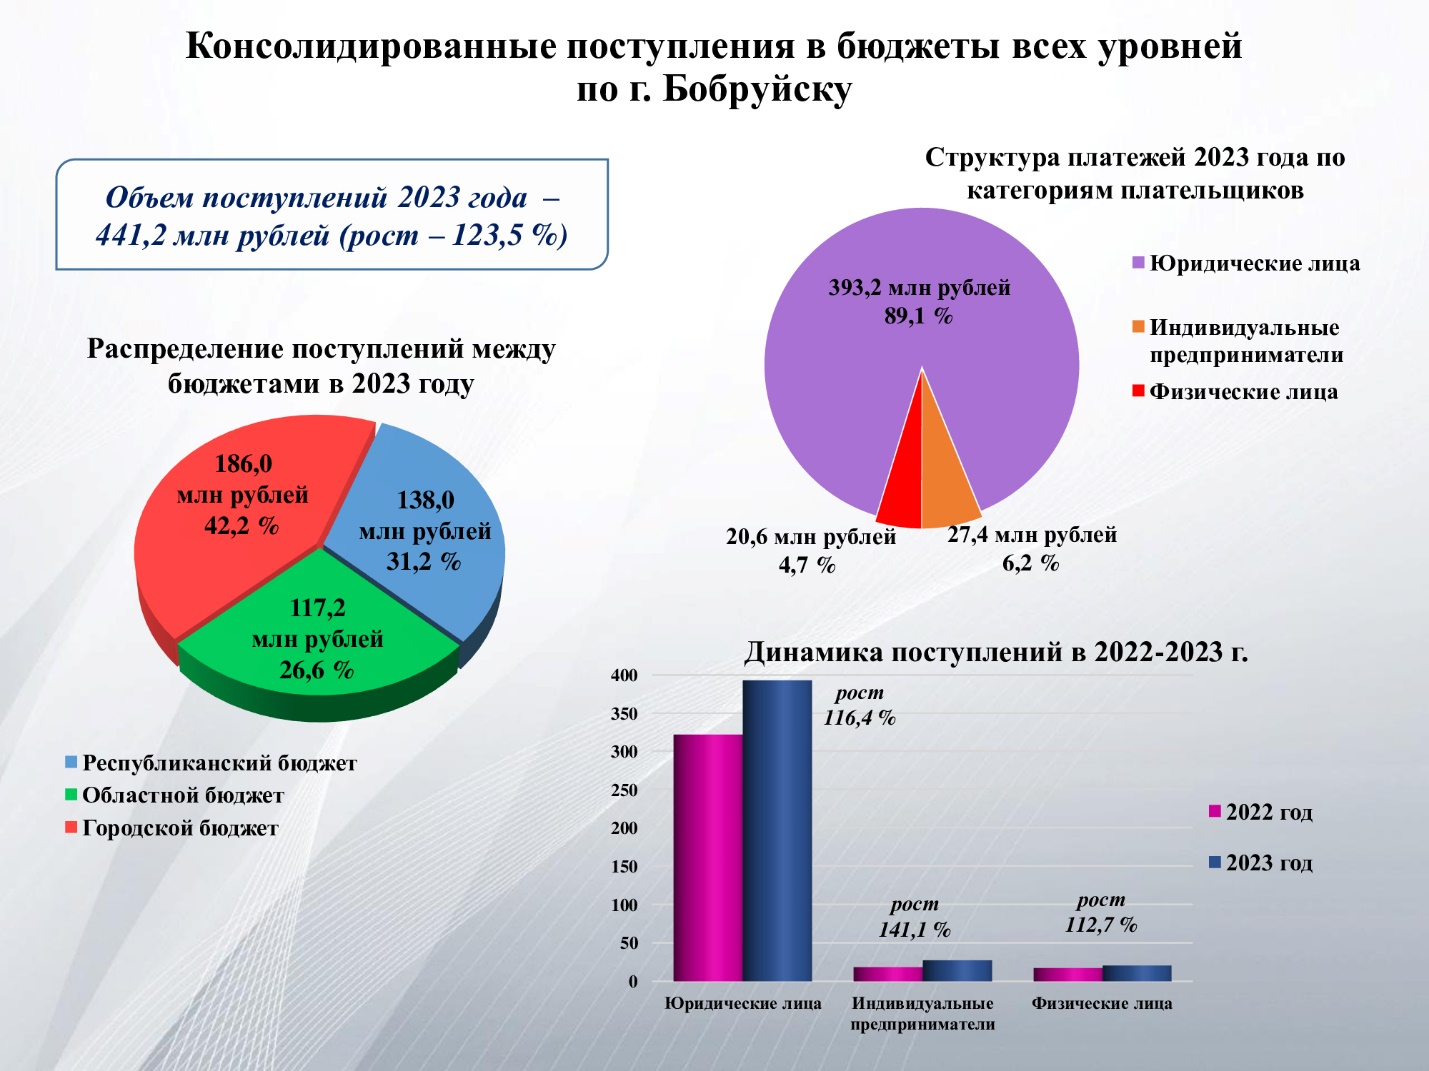 Консолидированные поступления в бюджеты всех уровней
по г. Бобруйску
Объем поступлений 2023 года –
441,2 млн рублей (рост – 123,5 %)
Распределение поступлений между
бюджетами в 2023 году
186,0
млн рублей
42,2 %
138,0
млн рублей
31,2 %
117,2
млн рублей
26,6 %
Республиканский бюджет
Областной бюджет
Городской бюджет
Структура платежей 2023 года по
категориям плательщиков
393,2 млн рублей
89,1 %
20,6 млн рублей
4,7 %
27,4 млн рублей
6,2 %
Юридические лица
Индивидуальные
предприниматели
Физические лица
Динамика поступлений в 2022-2023 г.
400
350
300
250
200
150
100
50
0
рост
116,4 %
рост
141,1 %
рост
112,7 %
Юридические лица
Индивидуальные
предприниматели
Физические лица
2022 год
2023 год